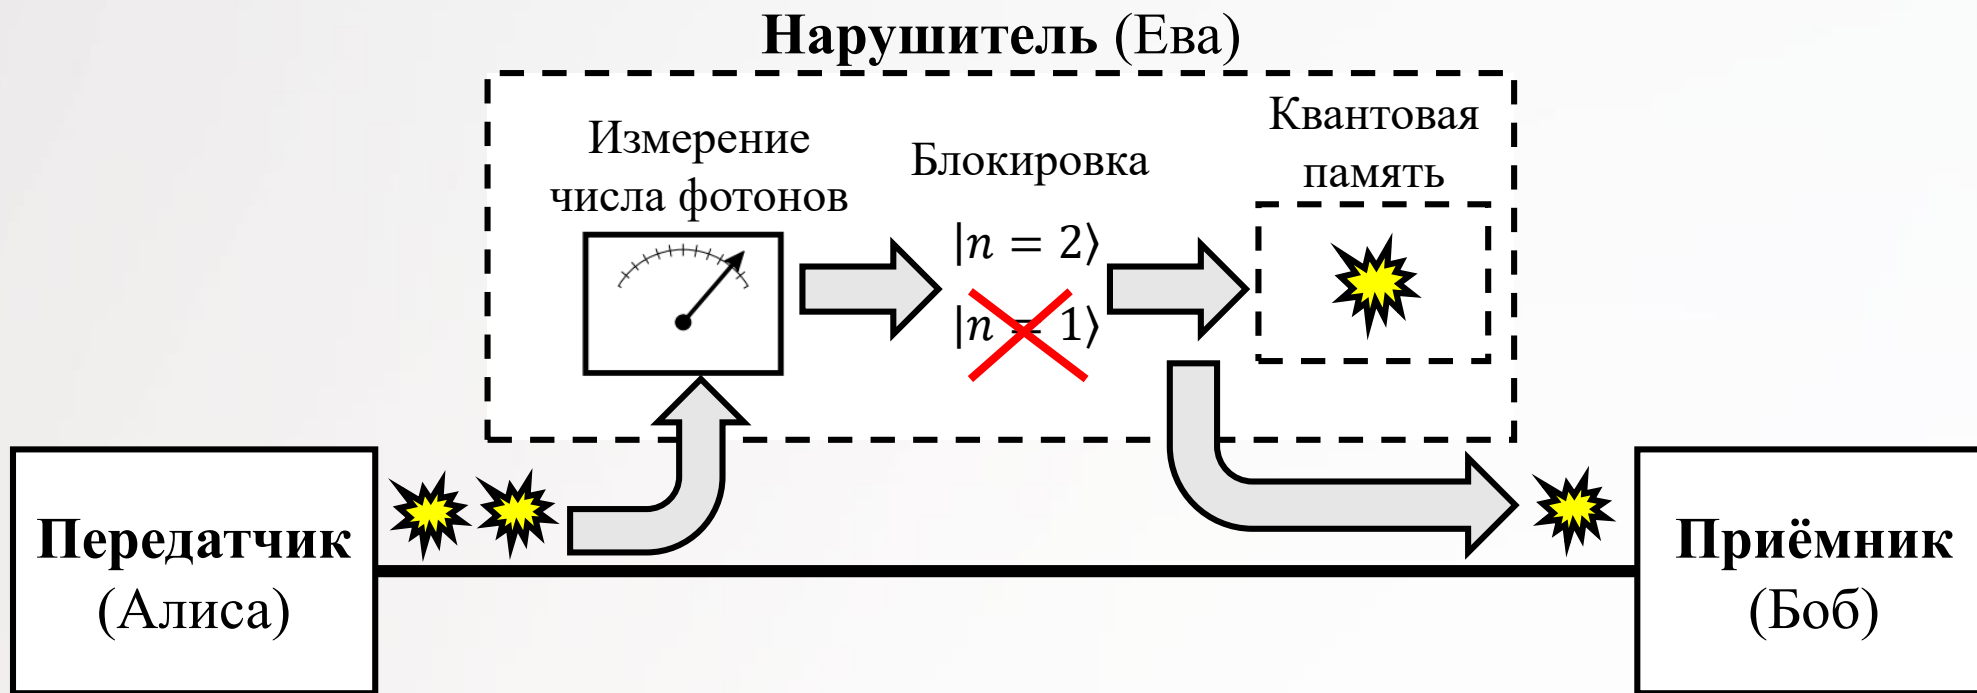 Нарушитель (Ева)
Измерение
числа фотонов
Блокировка
|n = 2⟩
|n = 1⟩
Квантовая
память
Передатчик
(Алиса)
Приёмник
(Боб)